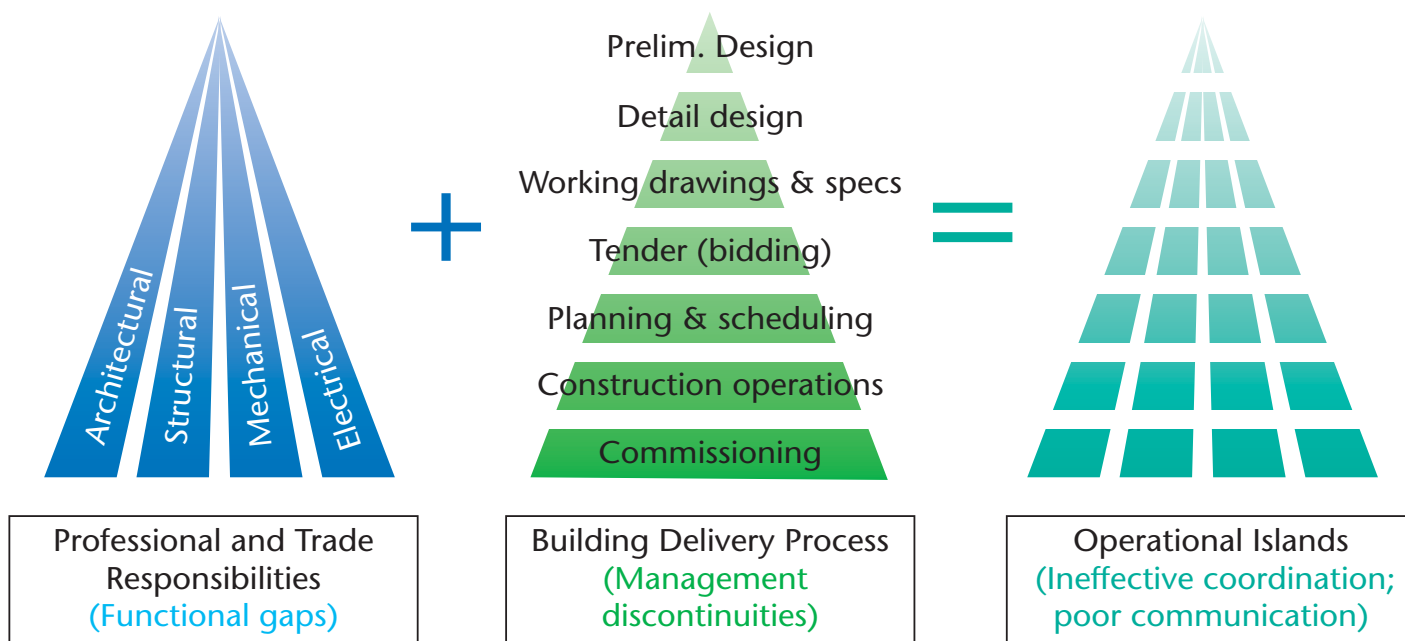 Architectural
Structural
Mechanical
Electrical
+
Prelim. Design
Detail design
Working drawings & specs
Tender (bidding)
Planning & scheduling
Construction operations
Commissioning
=
Professional and Trade
Responsibilities
(Functional gaps)
Building Delivery Process
(Management
discontinuities)
Operational Islands
(Ineffective coordination;
poor communication)